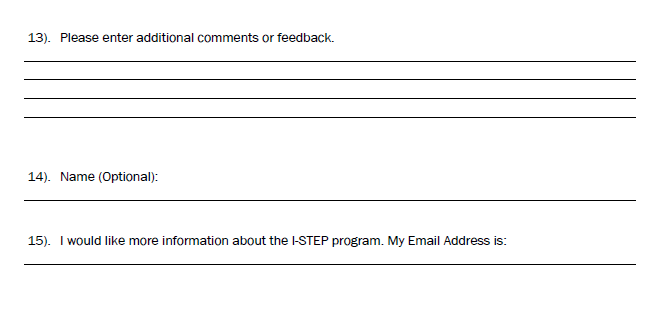 13). Please enter additional comments or feedback.
14). Name (Optional):
15). I would like more information about the I-STEP program. My Email Address is: